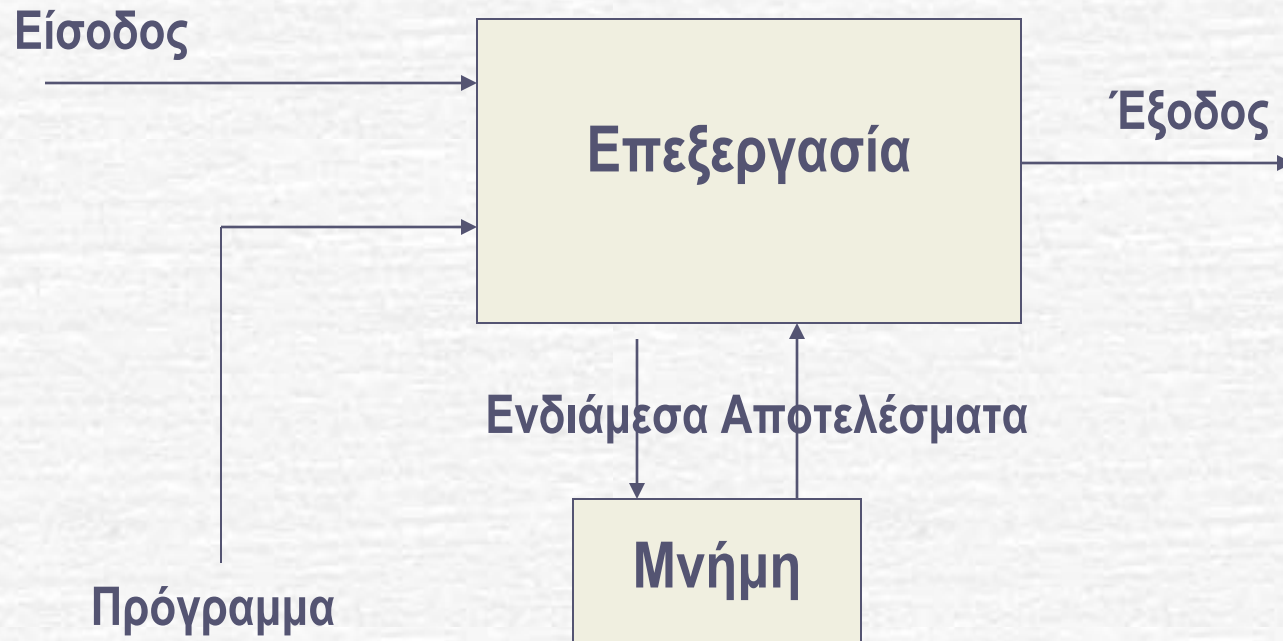 Είσοδος
Έξοδος
Επεξεργασία
Ενδιάμεσα Αποτελέσματα
Μνήμη
Πρόγραμμα